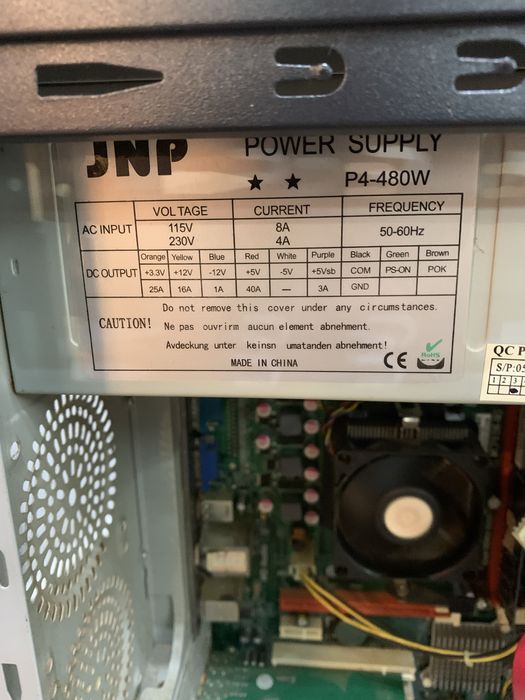 JNP POWER SUPPLY
★ ★ P4-480W
VOLTAGE CURRENT FREQUENCY
AC INPUT 115V 8A 50-60Hz
230V 4A
Orange Yellow Blue Red White Purple Black Green Brown
DC OUTPUT +3.3V +12V -12V +5V -5V +5Vsb COM PS-ON POK
25A 16A 1A 40A — 3A GND
CAUTION! Do not remove this cover under any circumstances.
Ne pas ouvrirm aucun element abnehment.
Avdeckung unter keinsn umatanden abnehment!
MADE IN CHINA
CE RoHS
QC P
S/P:05
1 2 3